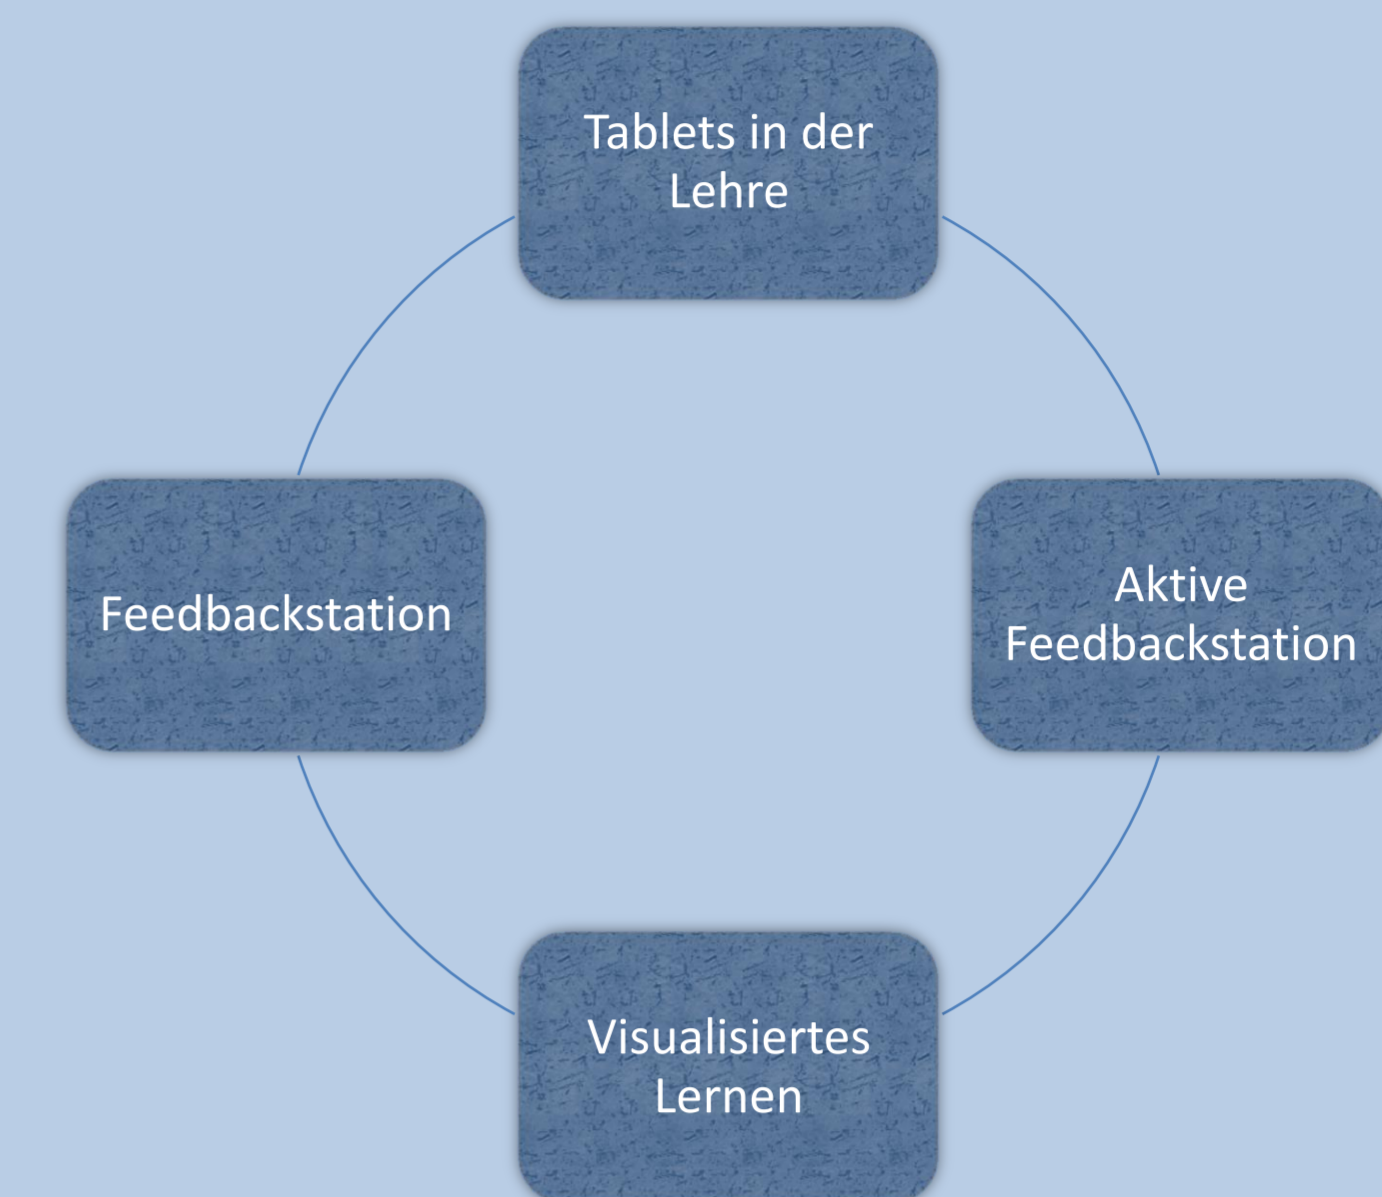 Tablets in der
Lehre
Feedbackstation
Aktive
Feedbackstation
Visualisiertes
Lernen